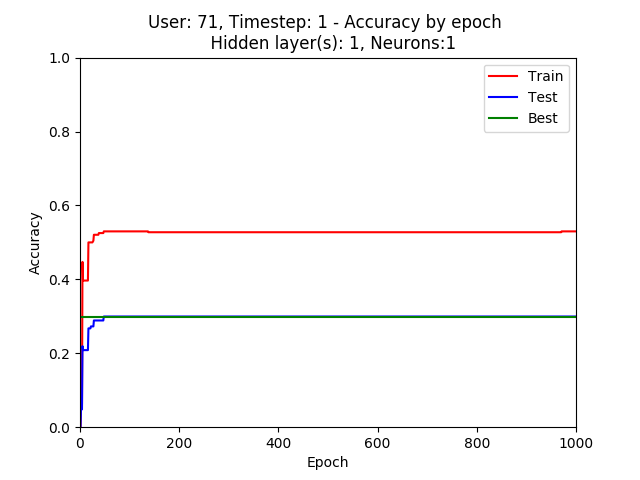 User: 71, Timestep: 1 - Accuracy by epoch
Hidden layer(s): 1, Neurons:1
1.0
0.8
0.6
0.4
0.2
0.0
Accuracy
Train
Test
Best
0 200 400 600 800 1000
Epoch